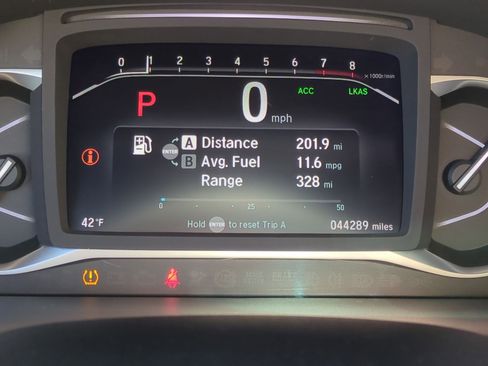 0 1 2 3 4 5 6 7 8
×1000r/min
ACC LKAS
P 0 mph
A Distance 201.9 mi
ENTER
B Avg. Fuel 11.6 mpg
Range 328 mi
0 25 50
42°F Hold ENTER to reset Trip A 044289 miles